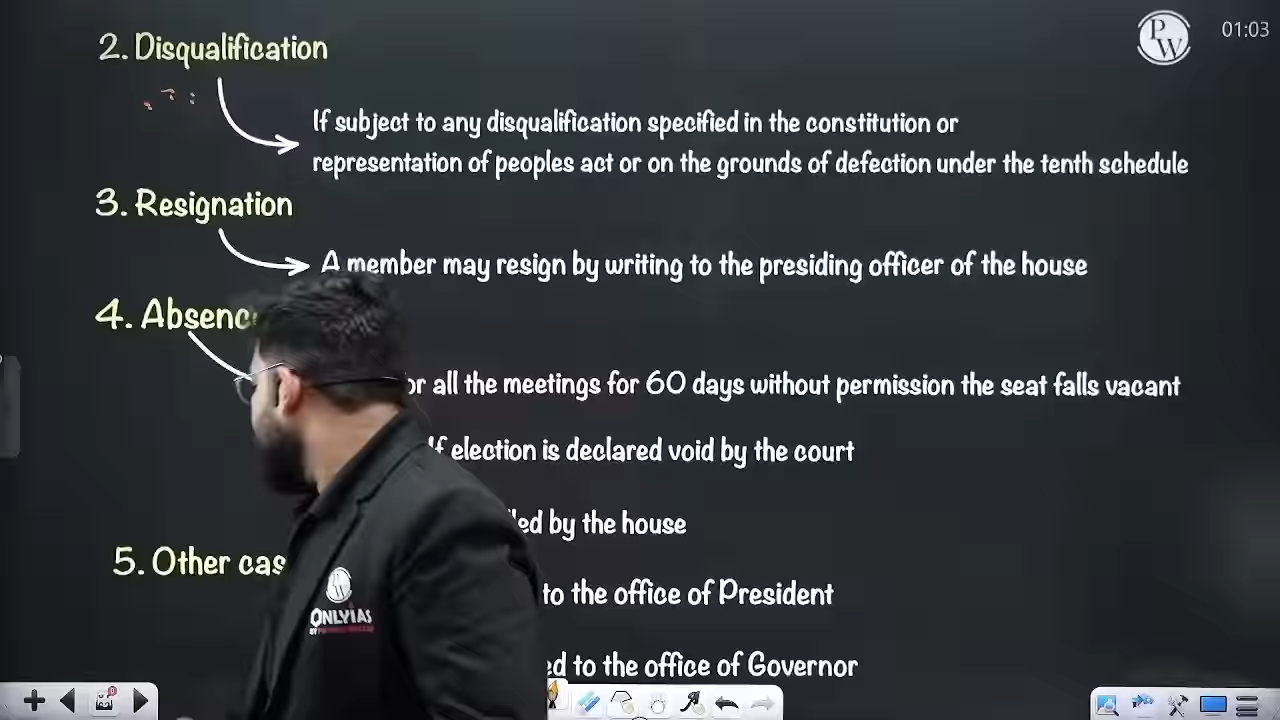 PW
01:03
2. Disqualification
If subject to any disqualification specified in the constitution or
representation of peoples act or on the grounds of defection under the tenth schedule
3. Resignation
A member may resign by writing to the presiding officer of the house
4. Absenc
or all the meetings for 60 days without permission the seat falls vacant
If election is declared void by the court
led by the house
5. Other cas
to the office of President
ed to the office of Governor
PW
ONLYIAS